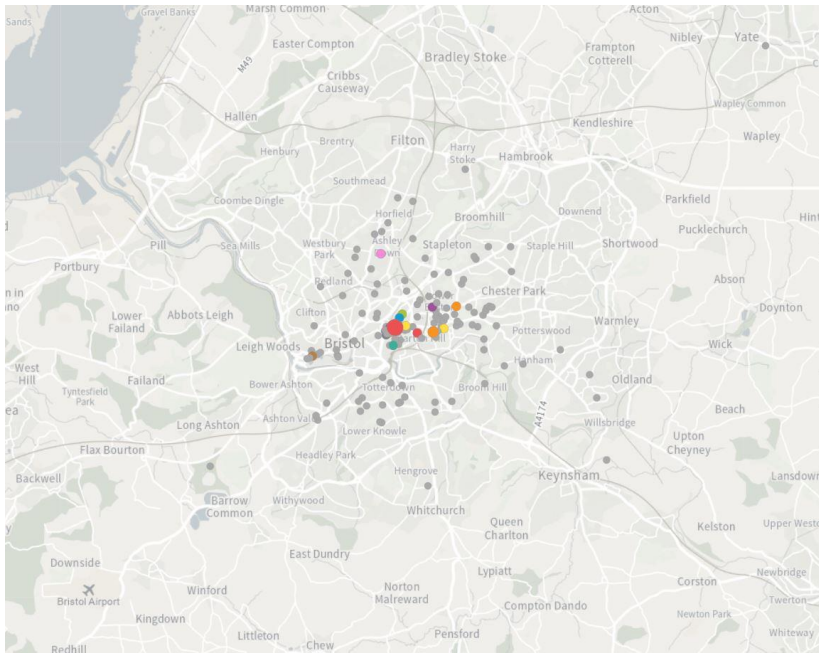 Sands
Gravel Banks
Marsh Common
Acton
Easter Compton
Nibley
Yate
M49
Bradley Stoke
Frampton
Cotterell
Cribbs
Causeway
Wapley Common
Hallen
Kendleshire
Brentry
Filton
Harry
Stoke
Wapley
Henbury
Hambrook
Southmead
Coombe Dingle
Parkfield
Horfield
Broomhill
Downend
Pucklechurch
Pill
Sea Mills
Westbury
Park
Ashley
Stapleton
Staple Hill
Shortwood
Portbury
Redland
Chester Park
Abson
Doynton
Lower
Failand
Abbots Leigh
Clifton
Warmley
Leigh Woods
Bristol
Potterswood
Wick
West
Hill
Failand
Bower Ashton
Totterdown
Broom Hill
Hanham
Oldland
Tyntesfield
Park
Long Ashton
Lower Knowle
A4174
Willsbridge
Beach
Flax Bourton
Headley Park
Upton
Cheyney
Backwell
Hengrove
Keynsham
Barrow
Common
Withywood
Whitchurch
Queen
Charlton
Kelston
East Dundry
Downside
Lypiatt
Newbridge
Bristol Airport
Winford
Norton
Malreward
Compton Dando
Corston
Twerton
Kingdown
Newton Park
Littleton
Chew
Pensford
Whiteway
Redhill